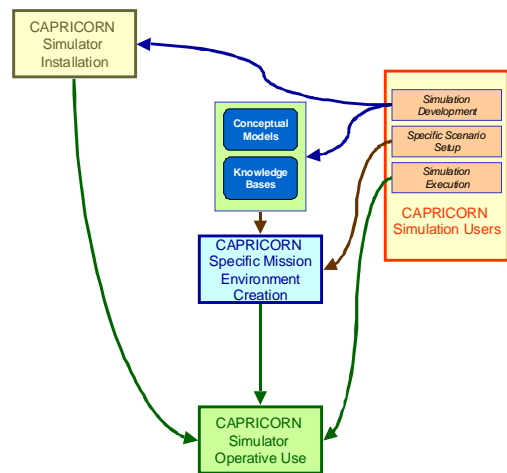 CAPRICORN
Simulator
Installation
Conceptual
Models
Knowledge
Bases
Simulation
Development
Specific Scenario
Setup
Simulation
Execution
CAPRICORN
Simulation Users
CAPRICORN
Specific Mission
Environment
Creation
CAPRICORN
Simulator
Operative Use